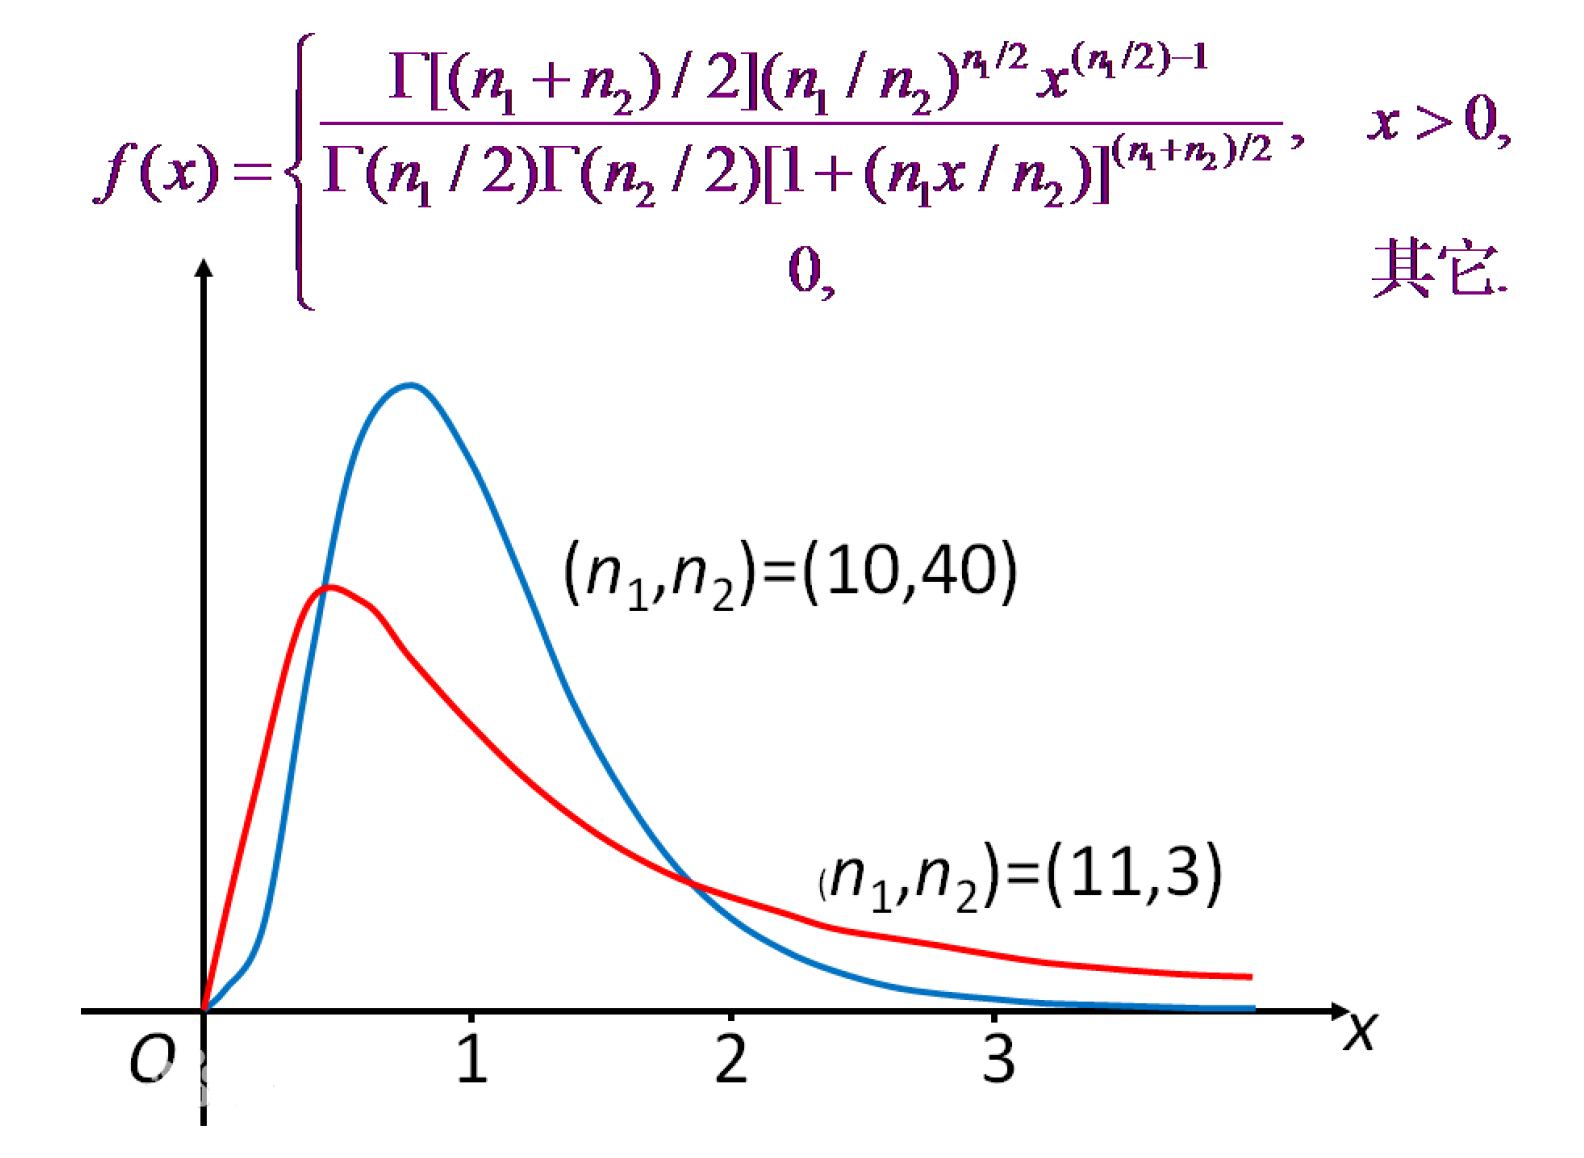 f(x) = { Γ[(n₁ + n₂) / 2](n₁ / n₂)^(n₁/2) x^((n₁/2)−1) / Γ(n₁ / 2)Γ(n₂ / 2)[1 + (n₁x / n₂)]^((n₁+n₂)/2), x > 0,
0, 其它.
(n₁,n₂)=(10,40)
(n₁,n₂)=(11,3)
O 1 2 3 x